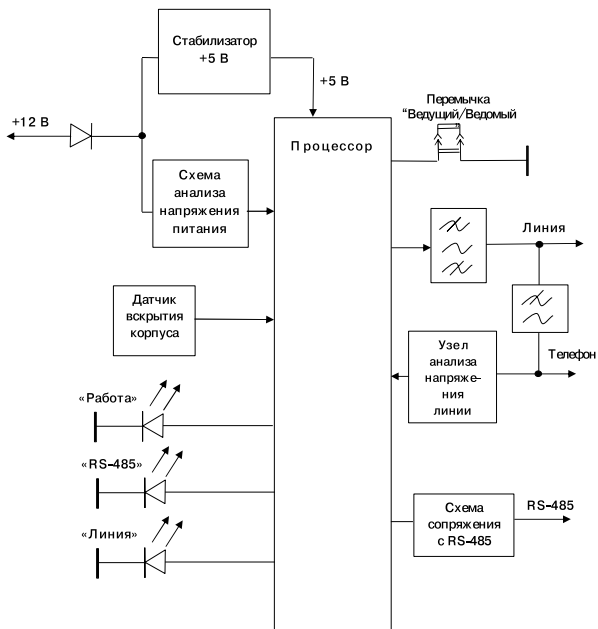 Стабилизатор
+5 В
+5 В
+12 В
Процессор
Перемычка
“Ведущий/Ведомый
Схема
анализа
напряжения
питания
Линия
Датчик
вскрытия
корпуса
Узел
анализа
напряже-
ния
линии
Телефон
«Работа»
«RS-485»
«Линия»
Схема
сопряжения
с RS-485
RS-485